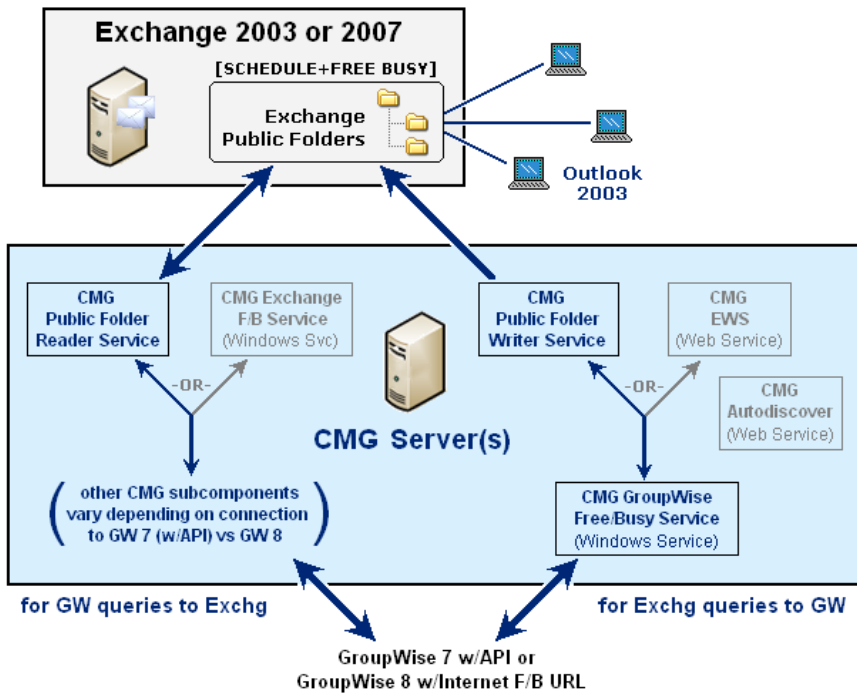 Exchange 2003 or 2007
[SCHEDULE+FREE BUSY]
Exchange
Public Folders
Outlook
2003
CMG
Public Folder
Reader Service
CMG Exchange
F/B Service
(Windows Svc)
CMG
Public Folder
Writer Service
CMG
EWS
(Web Service)
-OR-
-OR-
CMG
Autodiscover
(Web Service)
CMG Server(s)
( other CMG subcomponents
vary depending on connection
to GW 7 (w/API) vs GW 8 )
CMG GroupWise
Free/Busy Service
(Windows Service)
for GW queries to Exchg
for Exchg queries to GW
GroupWise 7 w/API or
GroupWise 8 w/Internet F/B URL